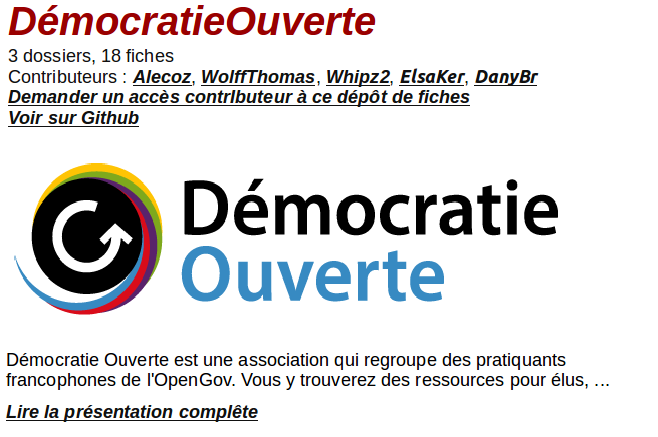 DémocratieOuverte
3 dossiers, 18 fiches
Contributeurs : Alecoz, WolffThomas, Whipz2, ElsaKer, DanyBr
Demander un accès contrIbuteur à ce dépôt de fiches
Voir sur Github
Démocratie
Ouverte
Démocratie Ouverte est une association qui regroupe des pratiquants
francophones de l'OpenGov. Vous y trouverez des ressources pour élus, ...
Lire la présentation complête